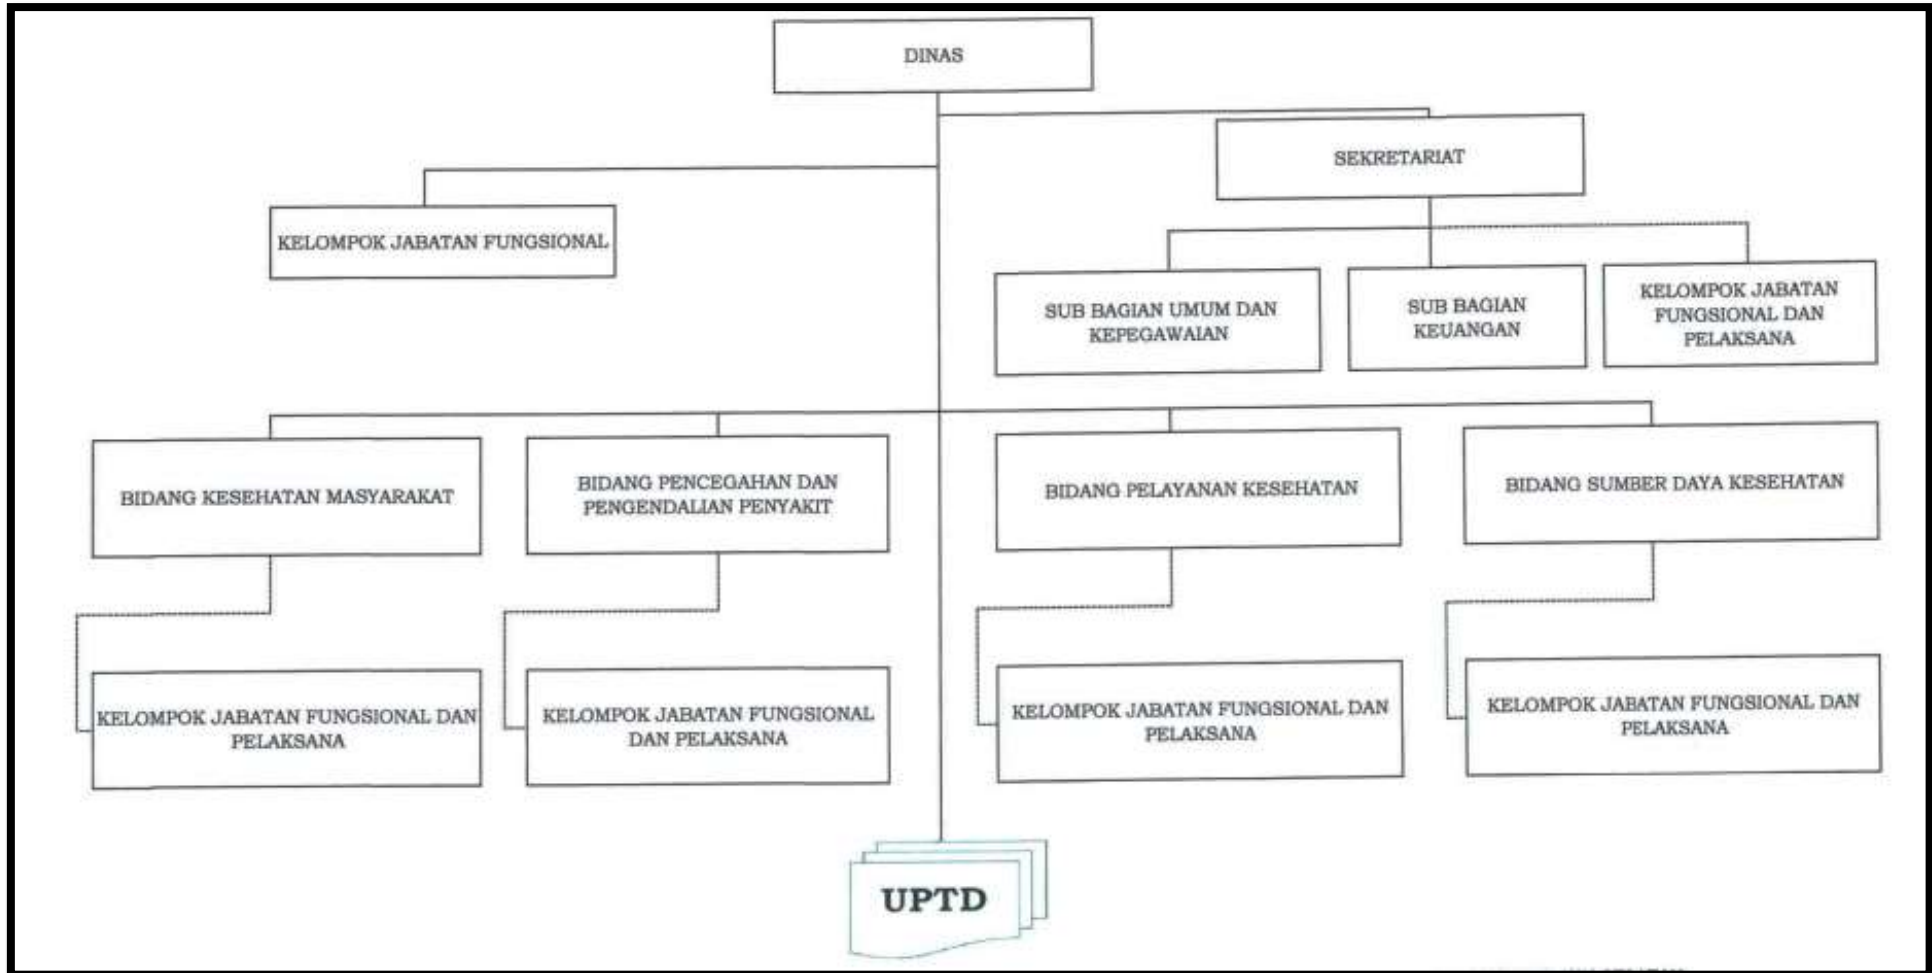 DINAS
SEKRETARIAT
KELOMPOK JABATAN FUNGSIONAL
SUB BAGIAN UMUM DAN
KEPEGAWAIAN
SUB BAGIAN
KEUANGAN
KELOMPOK JABATAN
FUNGSIONAL DAN
PELAKSANA
BIDANG KESEHATAN MASYARAKAT
BIDANG PENCEGAHAN DAN
PENGENDALIAN PENYAKIT
BIDANG PELAYANAN KESEHATAN
BIDANG SUMBER DAYA KESEHATAN
KELOMPOK JABATAN FUNGSIONAL DAN
PELAKSANA
KELOMPOK JABATAN FUNGSIONAL
DAN PELAKSANA
KELOMPOK JABATAN FUNGSIONAL DAN
PELAKSANA
KELOMPOK JABATAN FUNGSIONAL DAN
PELAKSANA
UPTD